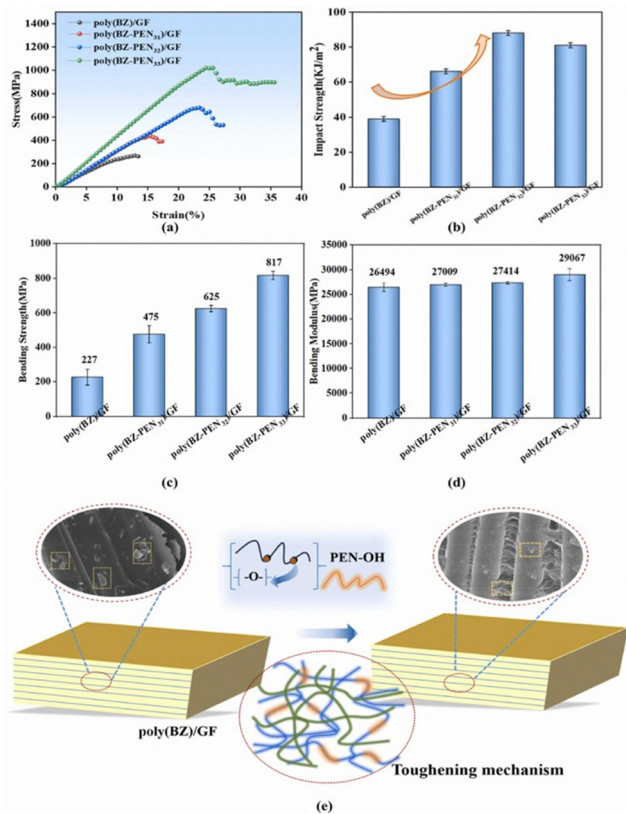 1400
1200
1000
800
600
400
200
0
Stress(MPa)
poly(BZ)/GF
poly(BZ-PEN₃₁)/GF
poly(BZ-PEN₃₂)/GF
poly(BZ-PEN₃₃)/GF
0 5 10 15 20 25 30 35 40
Strain(%)
(a)
100
80
60
40
20
0
Impact Strength(KJ/m²)
poly(BZ)/GF
poly(BZ-PEN₃₁)/GF
poly(BZ-PEN₃₂)/GF
poly(BZ-PEN₃₃)/GF
(b)
1000
800
600
400
200
0
Bending Strength(MPa)
227
475
625
817
poly(BZ)/GF
poly(BZ-PEN₃₁)/GF
poly(BZ-PEN₃₂)/GF
poly(BZ-PEN₃₃)/GF
(c)
35000
30000
25000
20000
15000
10000
5000
0
Bending Modulus(MPa)
26494
27009
27414
29067
poly(BZ)/GF
poly(BZ-PEN₃₁)/GF
poly(BZ-PEN₃₂)/GF
poly(BZ-PEN₃₃)/GF
(d)
PEN-OH
-O-
poly(BZ)/GF
Toughening mechanism
(e)